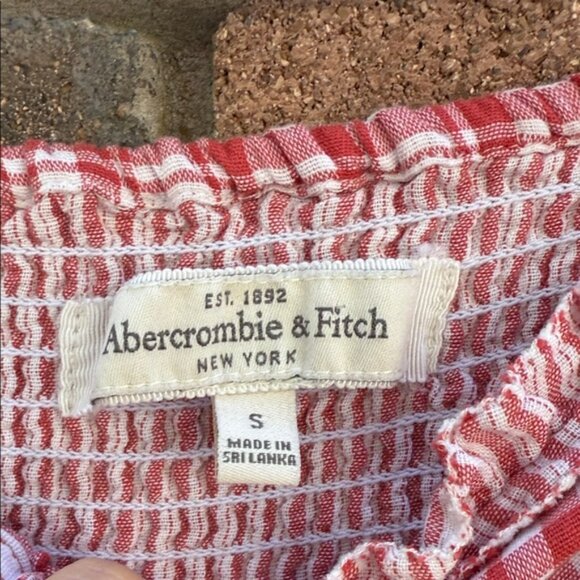 EST. 1892
Abercrombie & Fitch
NEW YORK
S
MADE IN
SRI LANKA